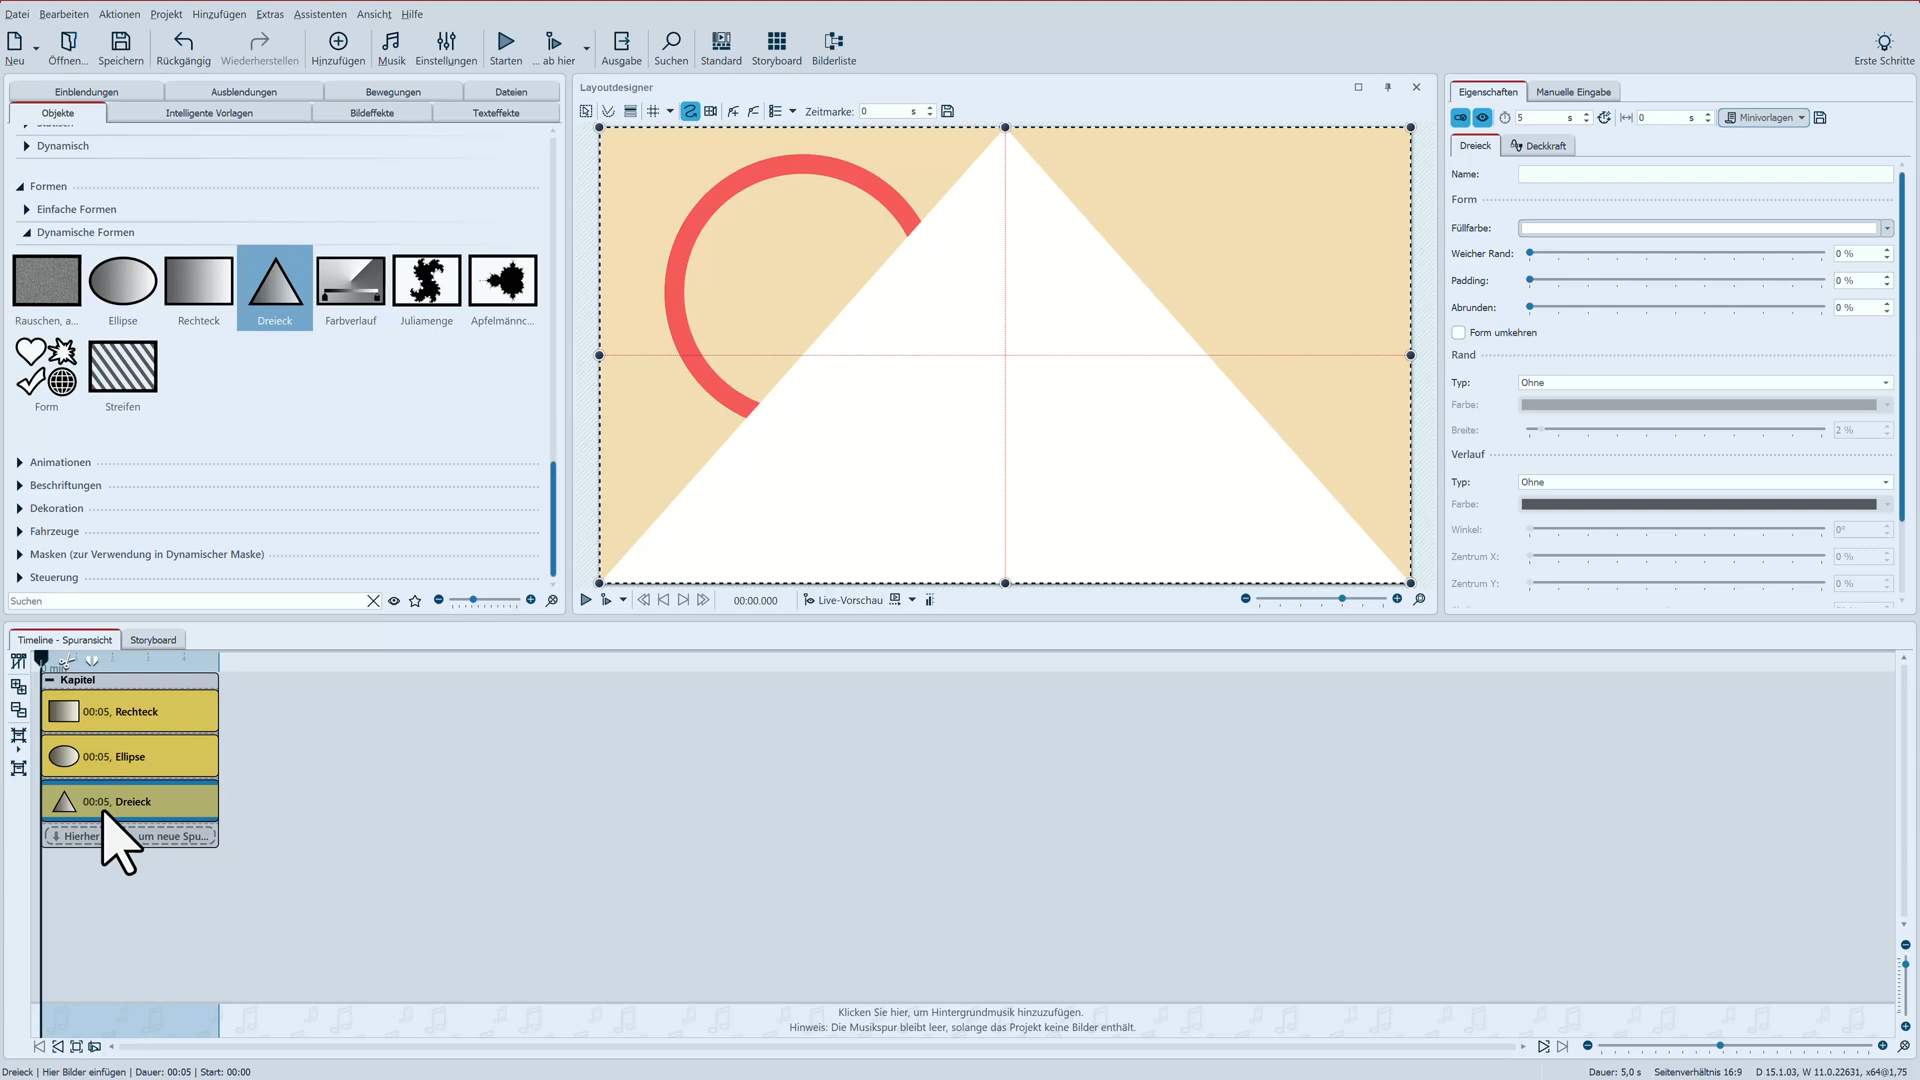 Datei Bearbeiten Aktionen Projekt Hinzufügen Extras Assistenten Ansicht Hilfe
Neu Öffnen... Speichern Rückgängig Wiederherstellen Hinzufügen Musik Einstellungen Starten ... ab hier Ausgabe Suchen Standard Storyboard Bilderliste Erste Schritte
Einblendungen Ausblendungen Bewegungen Dateien
Objekte Intelligente Vorlagen Bildeffekte Texteffekte
Dynamisch
Formen
Einfache Formen
Dynamische Formen
Rauschen, a... Ellipse Rechteck Dreieck Farbverlauf Juliamenge Apfelmännc...
Form Streifen
Animationen
Beschriftungen
Dekoration
Fahrzeuge
Masken (zur Verwendung in Dynamischer Maske)
Steuerung
Suchen
Layoutdesigner
Zeitmarke: 0 s
00:00.000 Live-Vorschau
Eigenschaften Manuelle Eingabe
5 s 0 s Minivorlagen
Dreieck Deckkraft
Name:
Form
Füllfarbe:
Weicher Rand: 0 %
Padding: 0 %
Abrunden: 0 %
Form umkehren
Rand
Typ: Ohne
Farbe:
Breite: 2 %
Verlauf
Typ: Ohne
Farbe:
Winkel: 0°
Zentrum X: 0 %
Zentrum Y: 0 %
Timeline - Spuransicht Storyboard
0 min
2 3 4
Kapitel
00:05, Rechteck
00:05, Ellipse
00:05, Dreieck
Hierher um neue Spu...
Klicken Sie hier, um Hintergrundmusik hinzuzufügen.
Hinweis: Die Musikspur bleibt leer, solange das Projekt keine Bilder enthält.
Dreieck | Hier Bilder einfügen | Dauer: 00:05 | Start: 00:00
Dauer: 5,0 s Seitenverhältnis 16:9 D 15.1.03, W 11.0.22631, x64@1,75